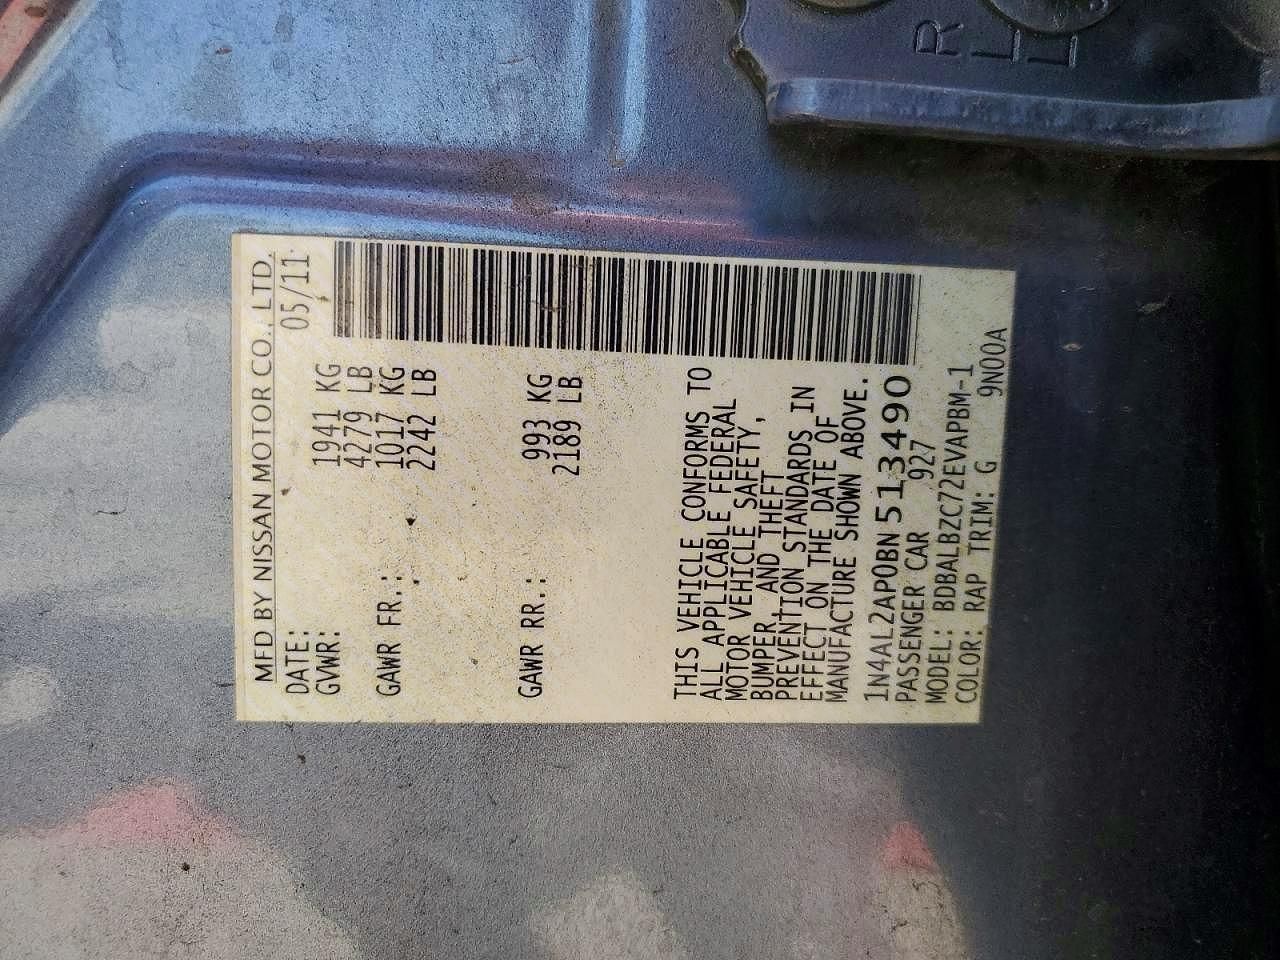 MFD BY NISSAN MOTOR CO., LTD.
DATE: 05/11
GVWR: 1941 KG
4279 LB
GAWR FR.: 1017 KG
2242 LB
GAWR RR.: 993 KG
2189 LB
THIS VEHICLE CONFORMS TO
ALL APPLICABLE FEDERAL
MOTOR VEHICLE SAFETY,
BUMPER, AND THEFT
PREVENTION STANDARDS IN
EFFECT ON THE DATE OF
MANUFACTURE SHOWN ABOVE.
1N4AL2AP0BN513490
PASSENGER CAR 927
MODEL: BDBALBZC72EVAPBM-1
COLOR: RAP TRIM: G 9N00A